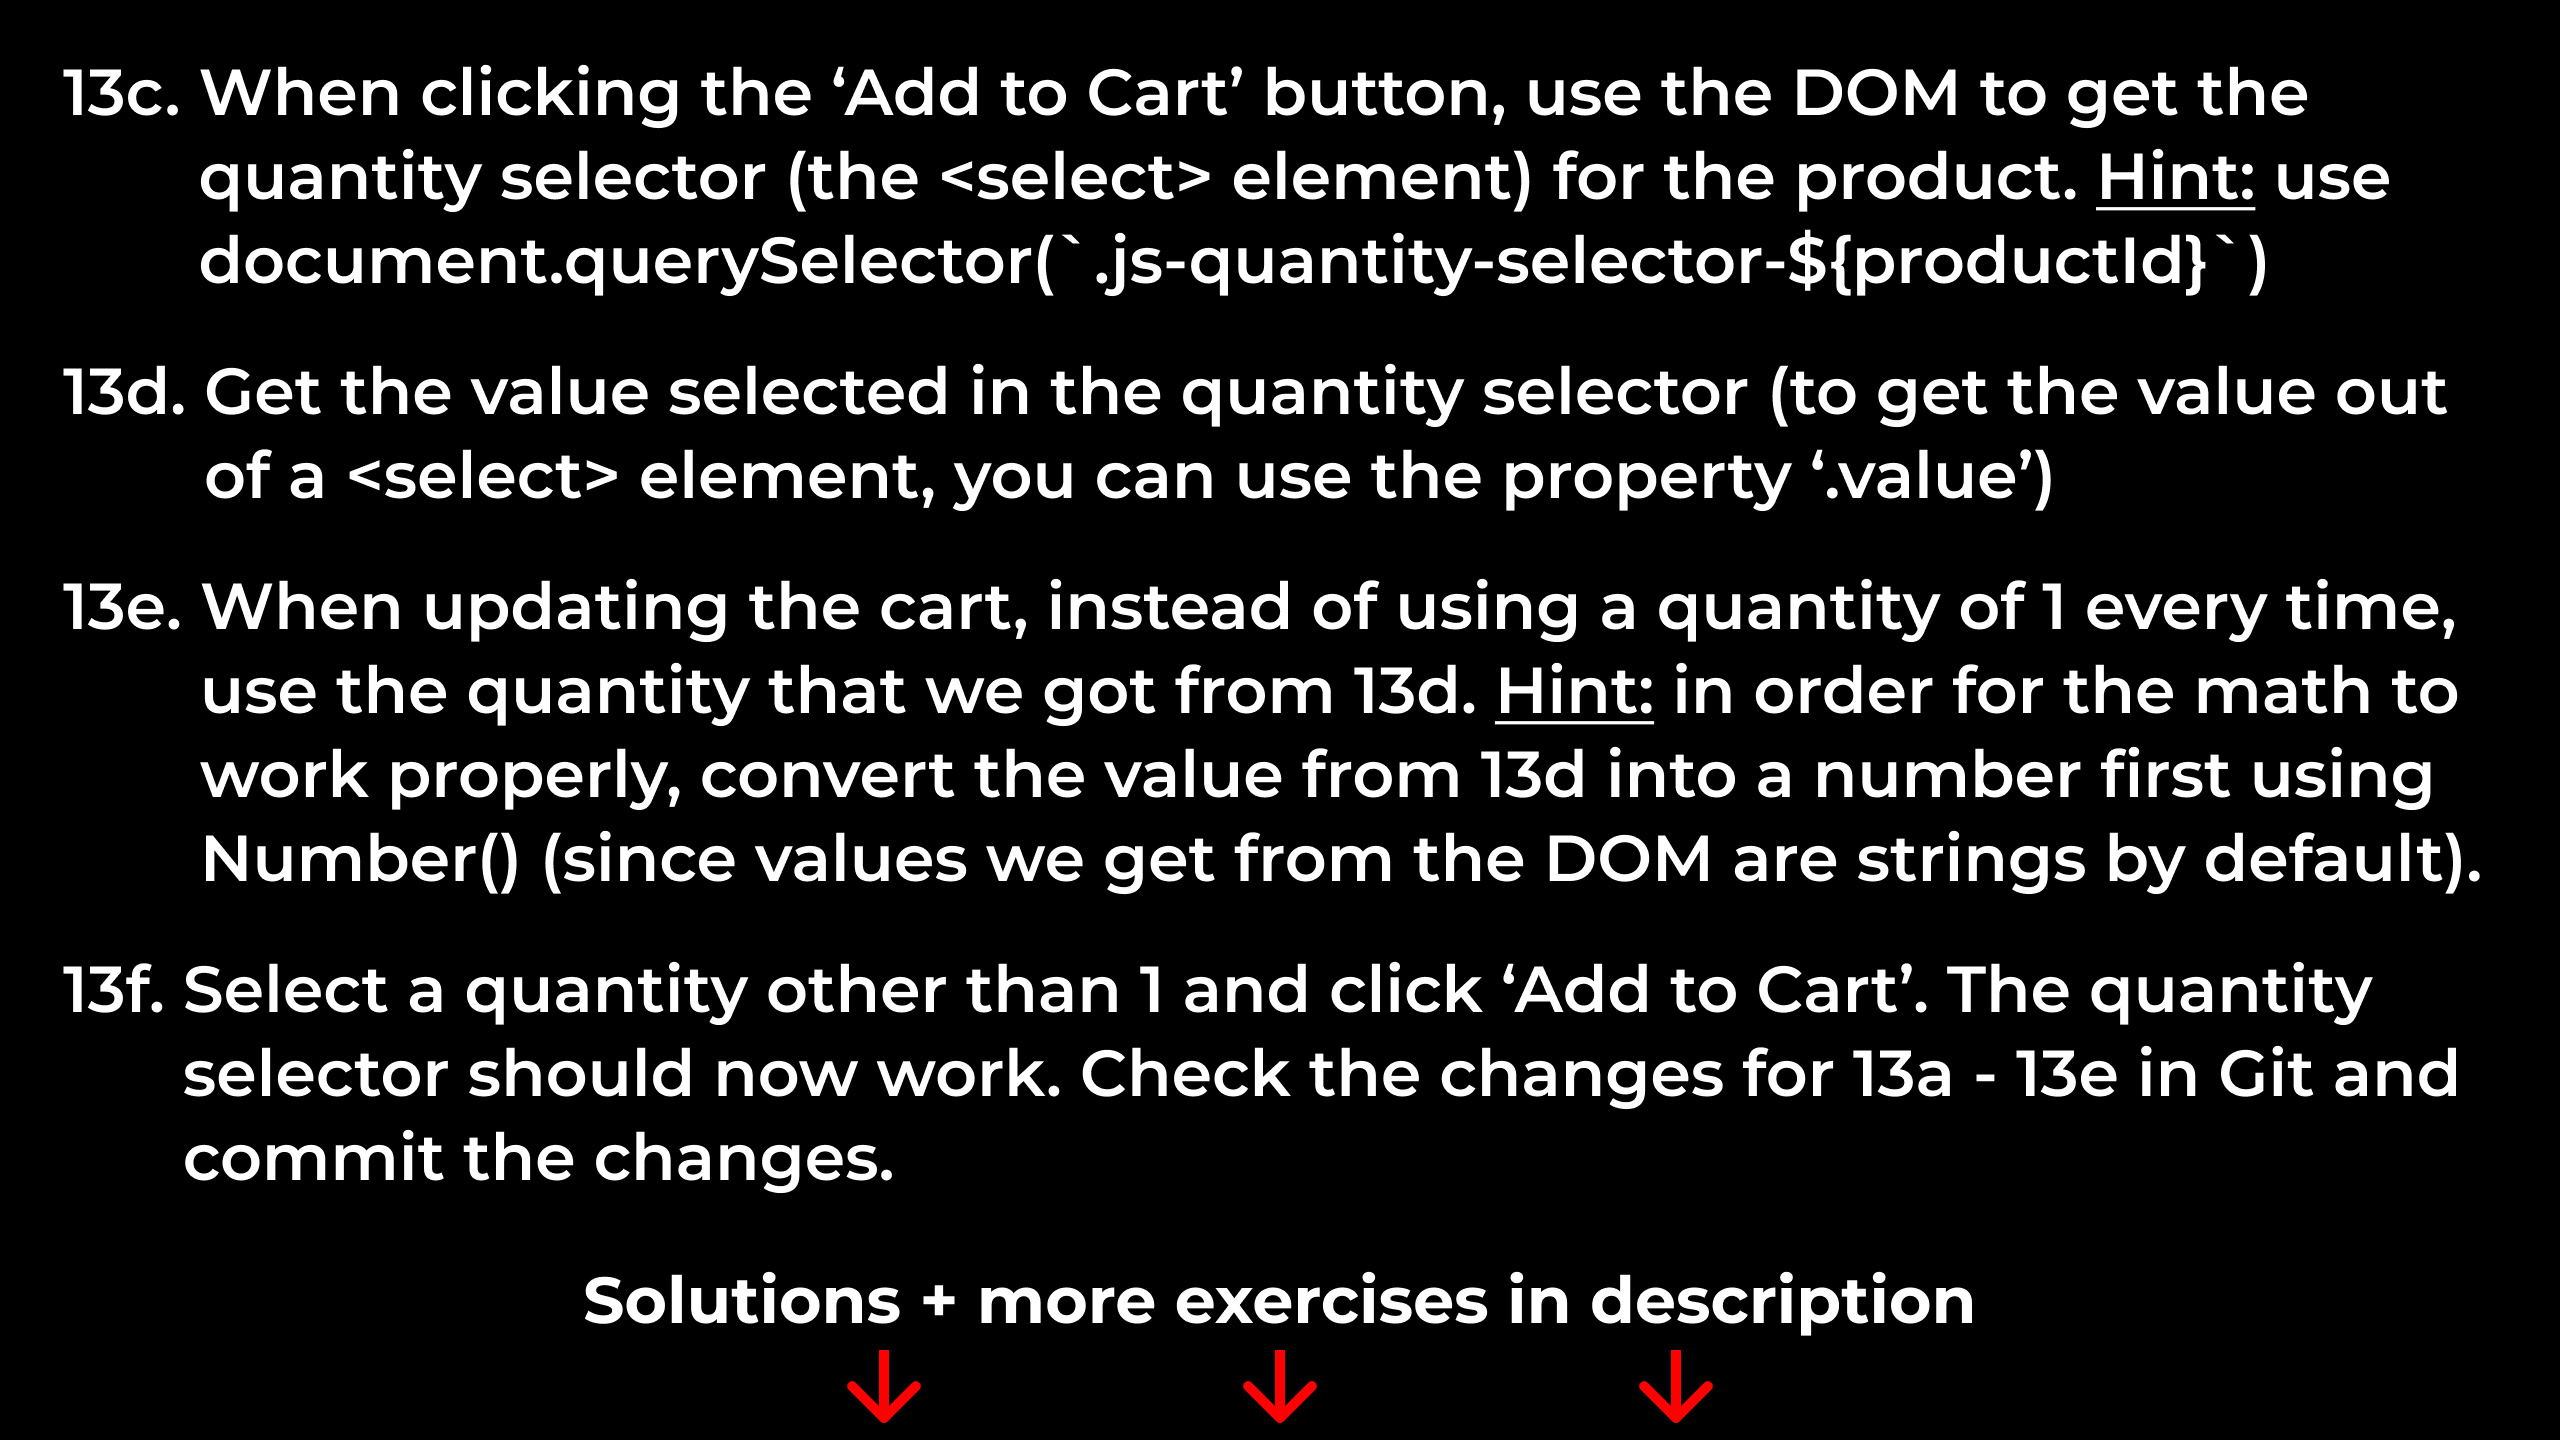 13c. When clicking the ‘Add to Cart’ button, use the DOM to get the
quantity selector (the <select> element) for the product. Hint: use
document.querySelector(`.js-quantity-selector-${productId}`)
13d. Get the value selected in the quantity selector (to get the value out
of a <select> element, you can use the property ‘.value’)
13e. When updating the cart, instead of using a quantity of 1 every time,
use the quantity that we got from 13d. Hint: in order for the math to
work properly, convert the value from 13d into a number first using
Number() (since values we get from the DOM are strings by default).
13f. Select a quantity other than 1 and click ‘Add to Cart’. The quantity
selector should now work. Check the changes for 13a - 13e in Git and
commit the changes.
Solutions + more exercises in description